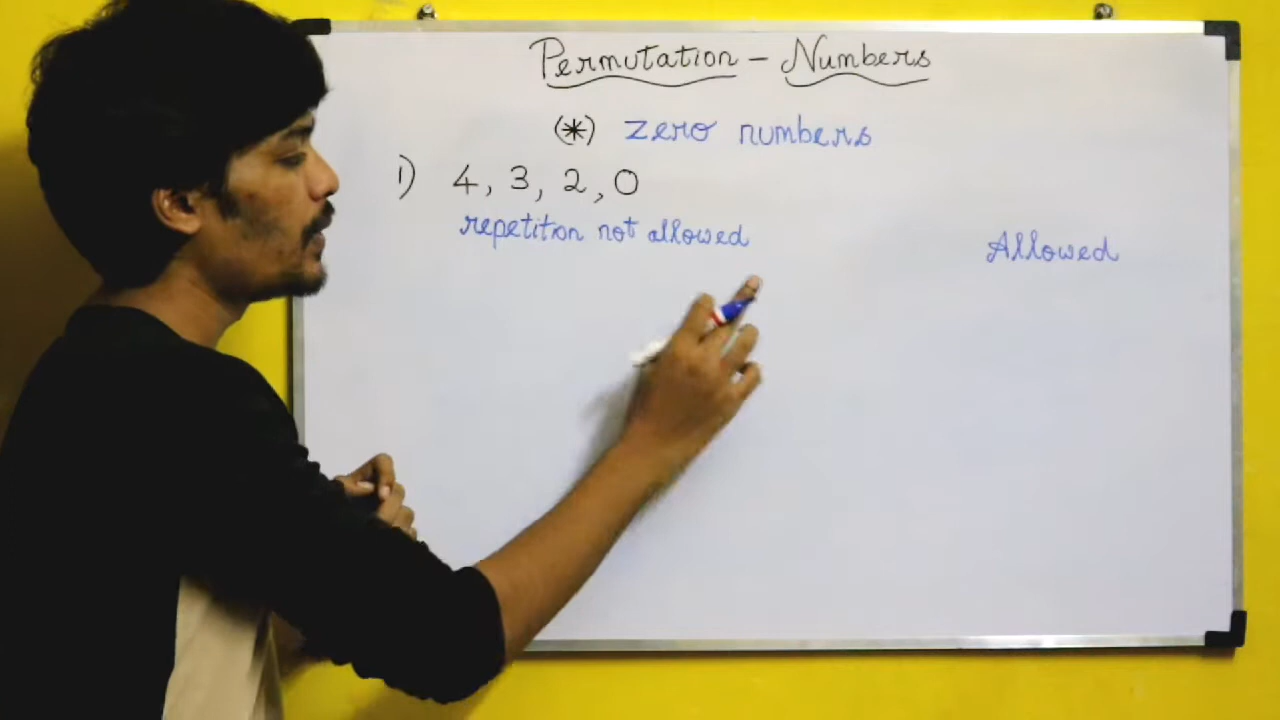 Permutation - Numbers
(*) zero numbers
1) 4, 3, 2, 0
repetition not allowed
Allowed